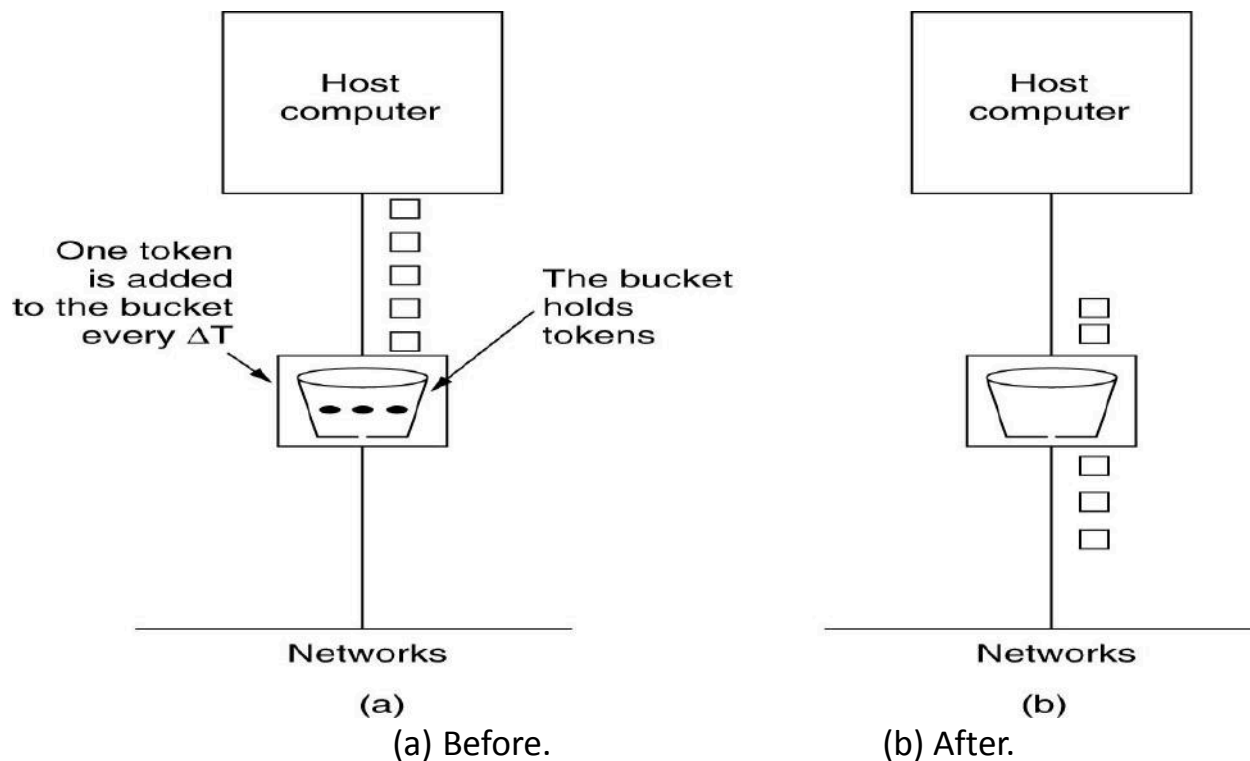 Host
computer
One token
is added
to the bucket
every ΔT
The bucket
holds
tokens
Networks
(a)
Host
computer
Networks
(b)
(a) Before.
(b) After.